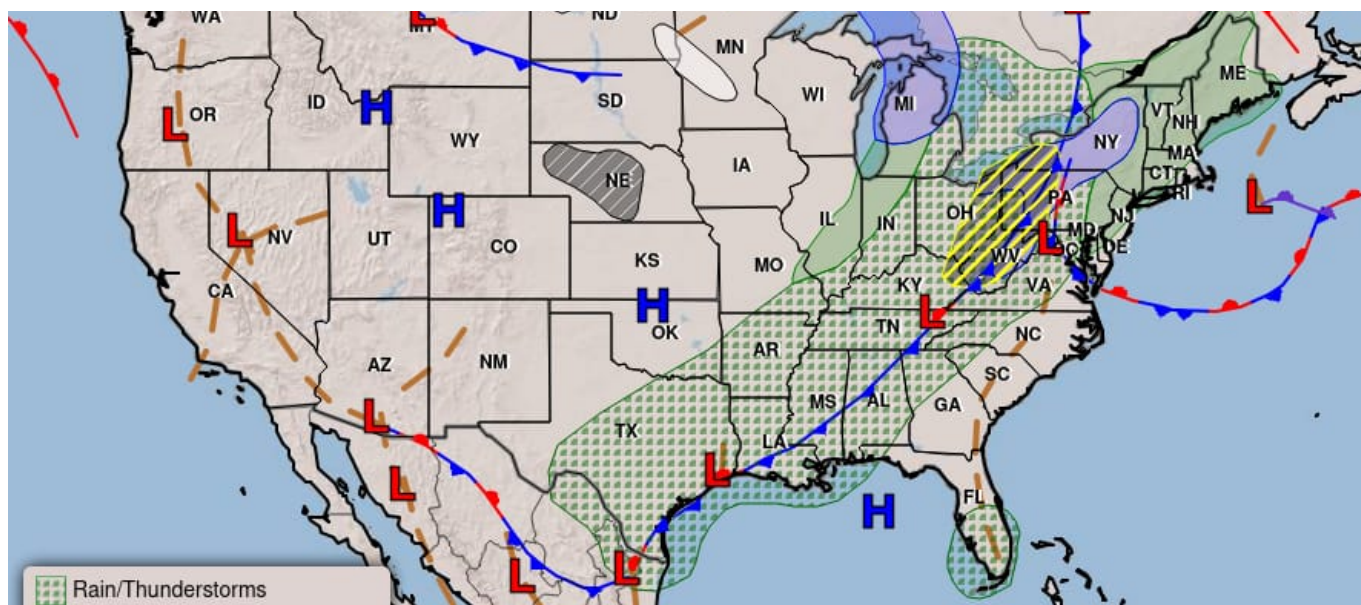 WA
MT
ND
MN
ME
OR
ID
WY
SD
WI
MI
VT
NH
NY
MA
CT
RI
IA
NE
NV
UT
CO
KS
MO
IL
IN
OH
PA
NJ
MD
DE
WV
VA
KY
CA
AZ
NM
OK
AR
TN
NC
SC
MS
AL
GA
TX
LA
FL
L
L
L
L
L
L
L
L
L
L
L
H
H
H
H
Rain/Thunderstorms